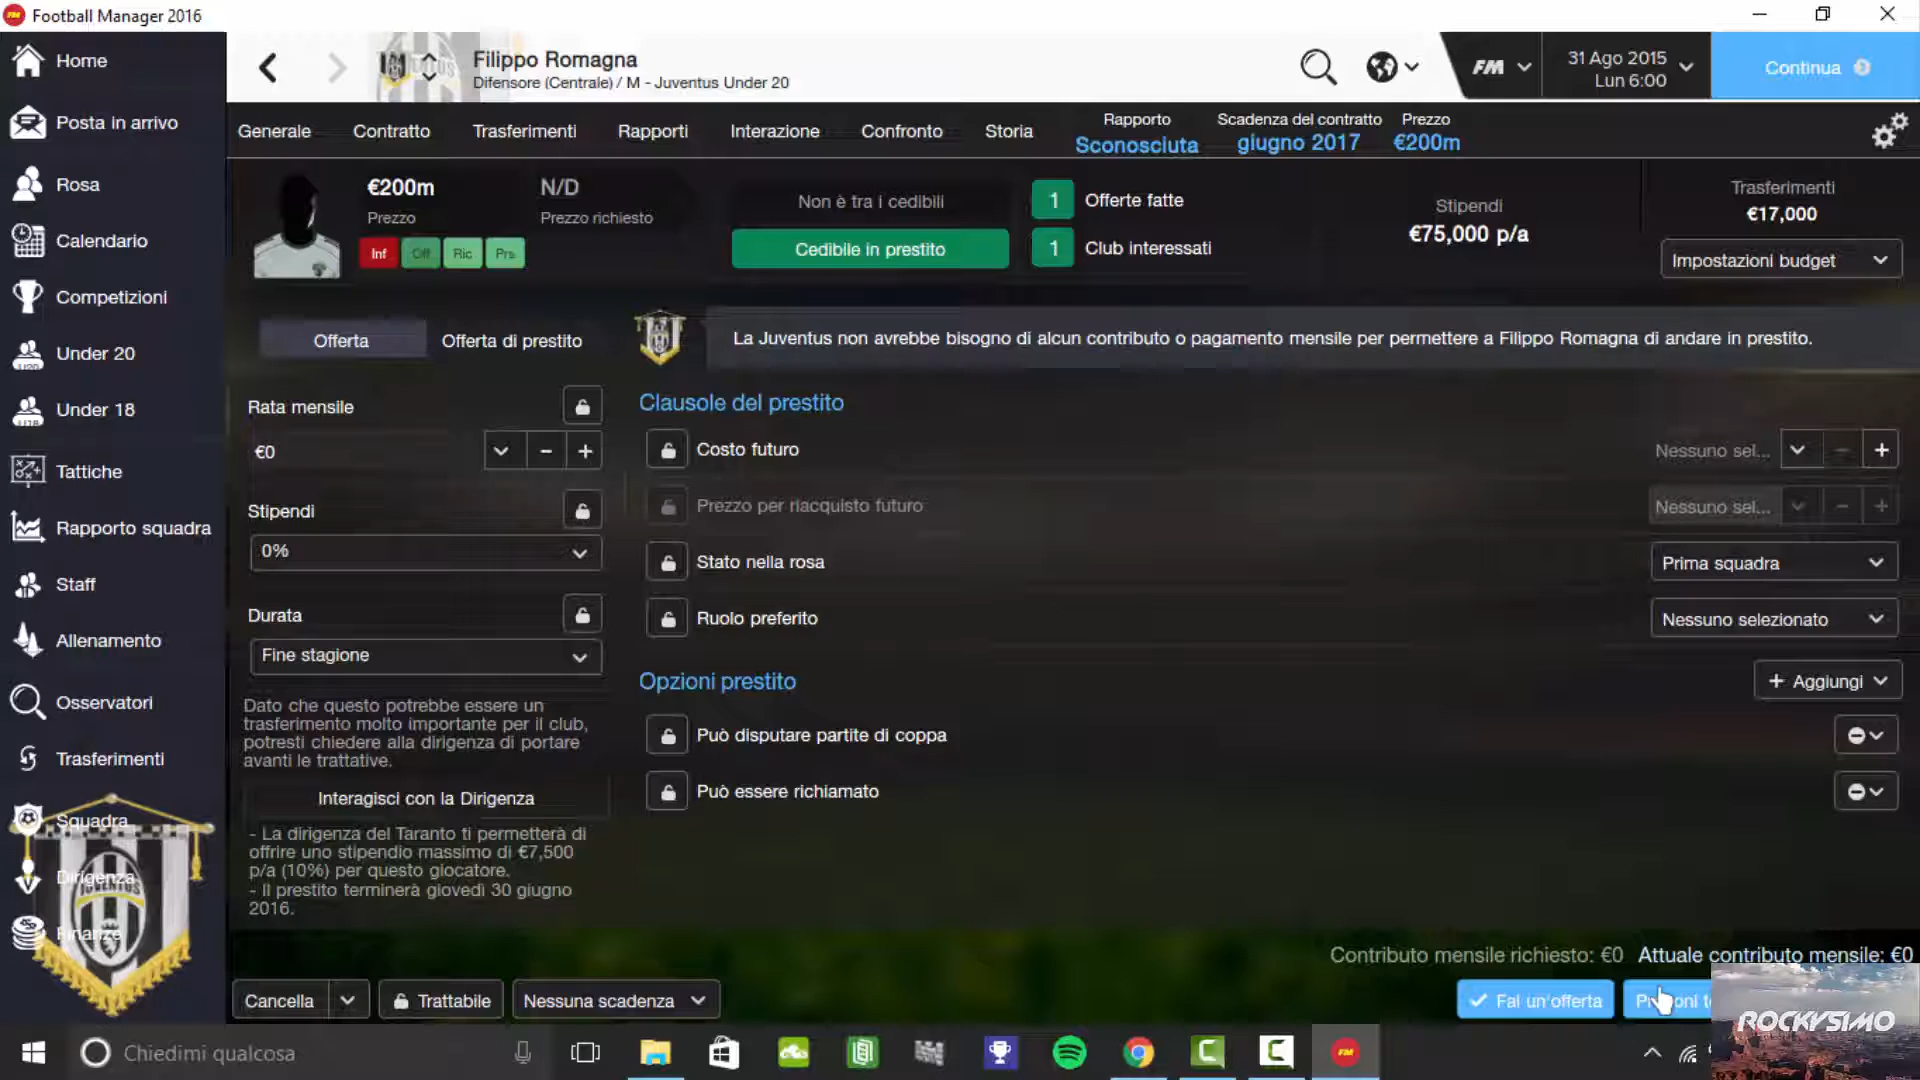 Football Manager 2016
Home
Posta in arrivo
Rosa
Calendario
Competizioni
Under 20
Under 18
Tattiche
Rapporto squadra
Staff
Allenamento
Osservatori
Trasferimenti
Squadra
Dirigenza
Finanze
JUVENTUS
Filippo Romagna
Difensore (Centrale) / M - Juventus Under 20
FM
31 Ago 2015
Lun 6:00
Continua
Generale Contratto Trasferimenti Rapporti Interazione Confronto Storia
Rapporto
Sconosciuta
Scadenza del contratto
giugno 2017
Prezzo
€200m
€200m
Prezzo
N/D
Prezzo richiesto
Inf Off Ric Prs
Non è tra i cedibili
Cedibile in prestito
1 Offerte fatte
1 Club interessati
Stipendi
€75,000 p/a
Trasferimenti
€17,000
Impostazioni budget
Offerta Offerta di prestito
La Juventus non avrebbe bisogno di alcun contributo o pagamento mensile per permettere a Filippo Romagna di andare in prestito.
Rata mensile
€0
Stipendi
0%
Durata
Fine stagione
Dato che questo potrebbe essere un
trasferimento molto importante per il club,
potresti chiedere alla dirigenza di portare
avanti le trattative.
Interagisci con la Dirigenza
- La dirigenza del Taranto ti permetterà di
offrire uno stipendio massimo di €7,500
p/a (10%) per questo giocatore.
- Il prestito terminerà giovedì 30 giugno
2016.
Clausole del prestito
Costo futuro Nessuno sel...
Prezzo per riacquisto futuro Nessuno sel...
Stato nella rosa Prima squadra
Ruolo preferito Nessuno selezionato
Opzioni prestito + Aggiungi
Può disputare partite di coppa
Può essere richiamato
Contributo mensile richiesto: €0 Attuale contributo mensile: €0
Cancella Trattabile Nessuna scadenza Fai un'offerta
ROCKYSIMO
Chiedimi qualcosa
FM